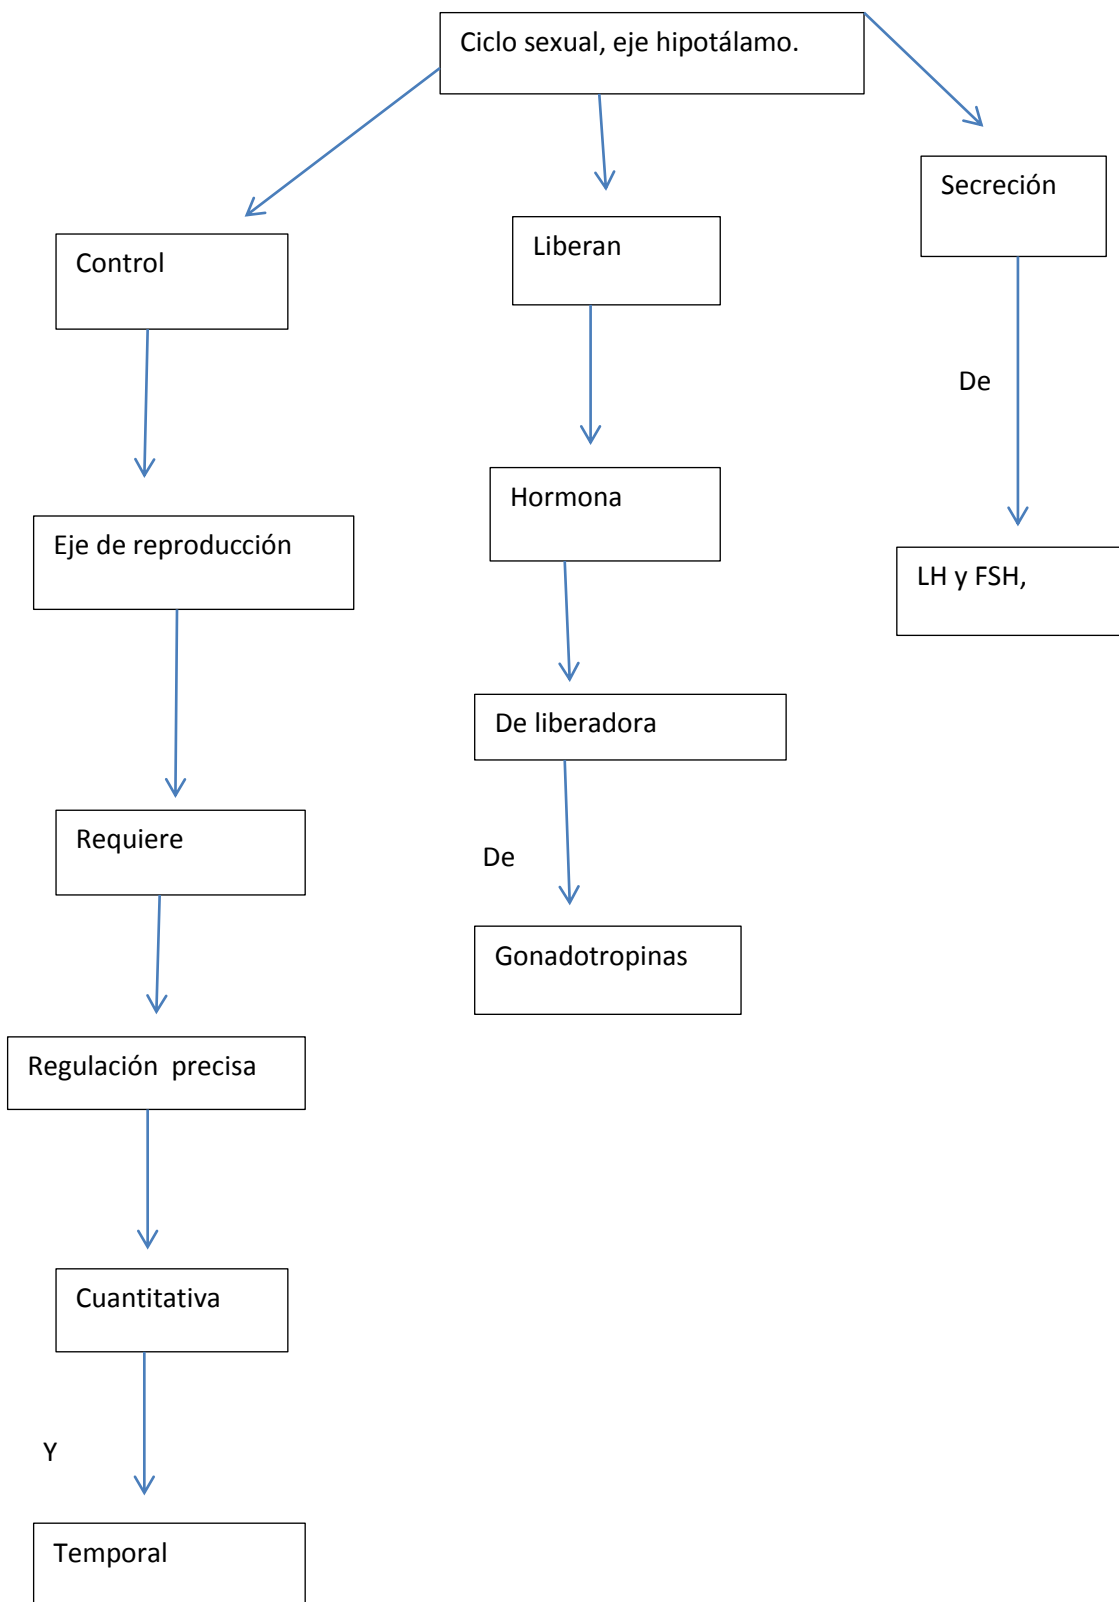 Ciclo sexual, eje hipotálamo.
Secreción
Control
Liberan
De
Hormona
Eje de reproducción
LH y FSH,
De liberadora
Requiere
De
Gonadotropinas
Regulación  precisa
Cuantitativa
Y
Temporal